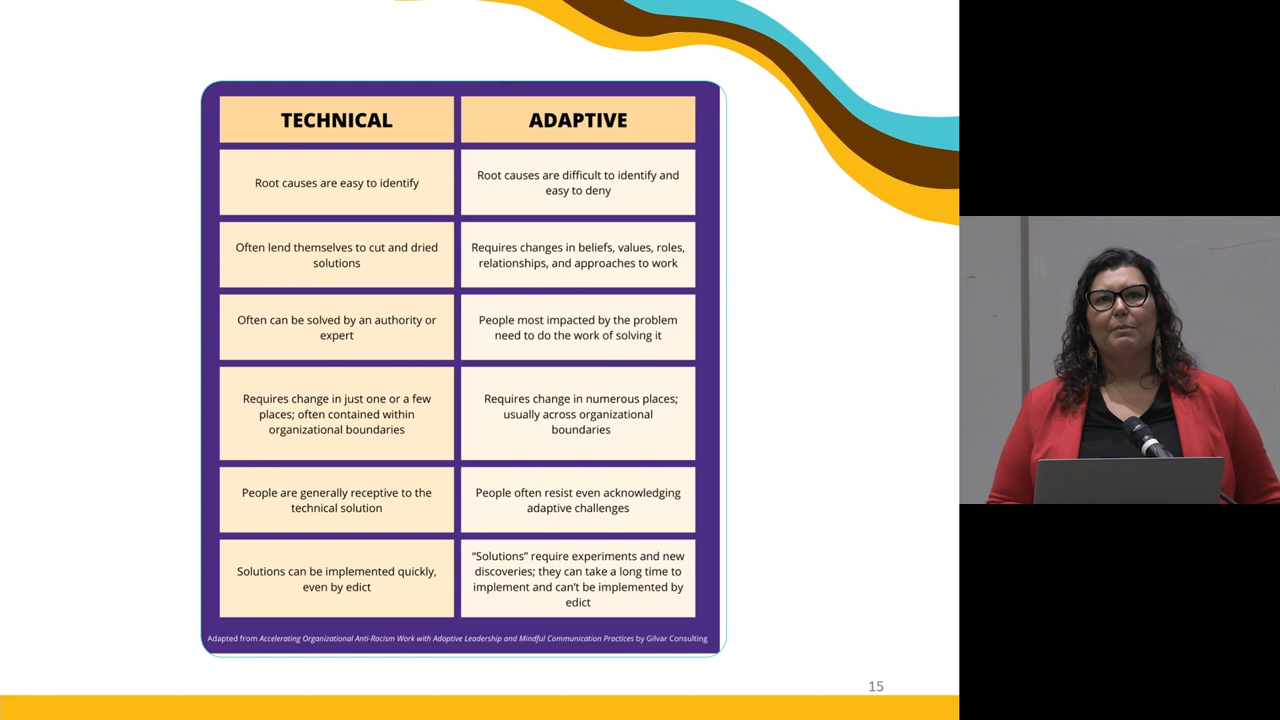 TECHNICAL
ADAPTIVE
Root causes are easy to identify
Root causes are difficult to identify and
easy to deny
Often lend themselves to cut and dried
solutions
Requires changes in beliefs, values, roles,
relationships, and approaches to work
Often can be solved by an authority or
expert
People most impacted by the problem
need to do the work of solving it
Requires change in just one or a few
places; often contained within
organizational boundaries
Requires change in numerous places;
usually across organizational
boundaries
People are generally receptive to the
technical solution
People often resist even acknowledging
adaptive challenges
Solutions can be implemented quickly,
even by edict
“Solutions” require experiments and new
discoveries; they can take a long time to
implement and can’t be implemented by
edict
Adapted from Accelerating Organizational Anti-Racism Work with Adaptive Leadership and Mindful Communication Practices by Gilvar Consulting
15